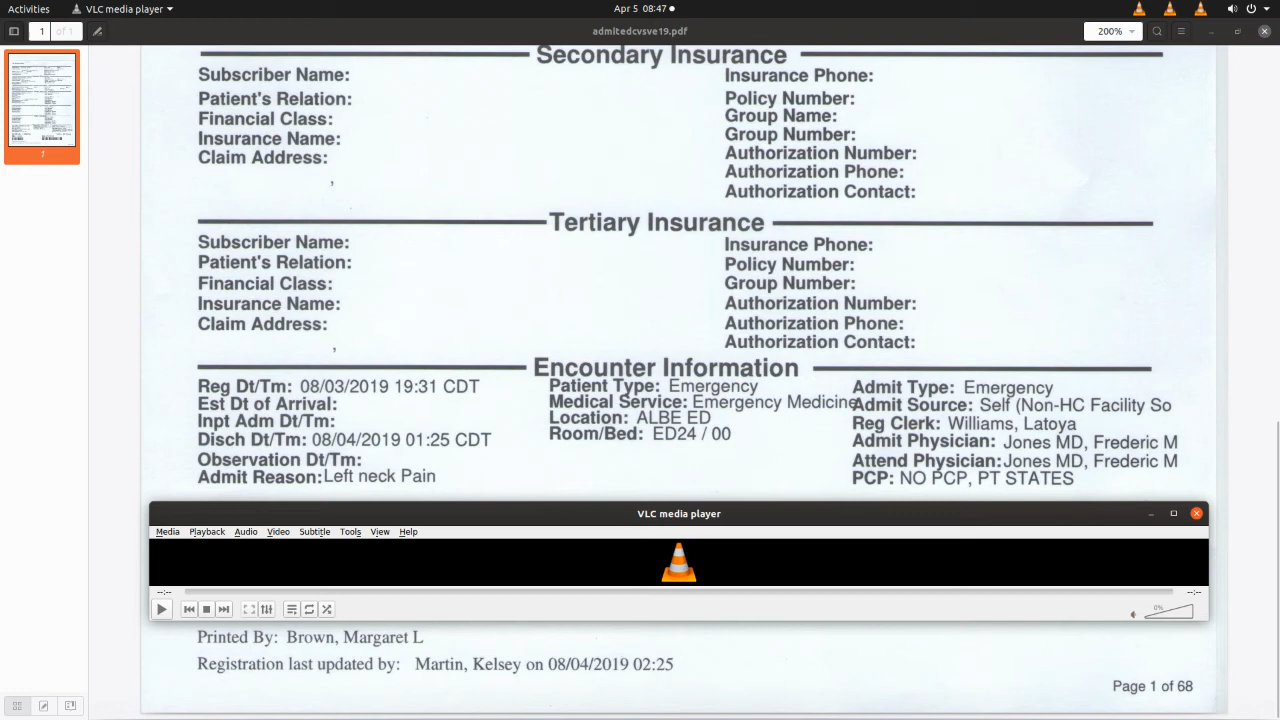 Activities
VLC media player
Apr 5 08:47
1 of 1
admitedcvsve19.pdf
200%
1
Secondary Insurance
Subscriber Name:
Patient's Relation:
Financial Class:
Insurance Name:
Claim Address:
,
Insurance Phone:
Policy Number:
Group Name:
Group Number:
Authorization Number:
Authorization Phone:
Authorization Contact:
Tertiary Insurance
Subscriber Name:
Patient's Relation:
Financial Class:
Insurance Name:
Claim Address:
,
Insurance Phone:
Policy Number:
Group Number:
Authorization Number:
Authorization Phone:
Authorization Contact:
Encounter Information
Reg Dt/Tm: 08/03/2019 19:31 CDT
Est Dt of Arrival:
Inpt Adm Dt/Tm:
Disch Dt/Tm: 08/04/2019 01:25 CDT
Observation Dt/Tm:
Admit Reason: Left neck Pain
Patient Type: Emergency
Medical Service: Emergency Medicine
Location: ALBE ED
Room/Bed: ED24 / 00
Admit Type: Emergency
Admit Source: Self (Non-HC Facility So
Reg Clerk: Williams, Latoya
Admit Physician: Jones MD, Frederic M
Attend Physician: Jones MD, Frederic M
PCP: NO PCP, PT STATES
VLC media player
Media Playback Audio Video Subtitle Tools View Help
--:-- --:--
0%
Printed By: Brown, Margaret L
Registration last updated by: Martin, Kelsey on 08/04/2019 02:25
Page 1 of 68